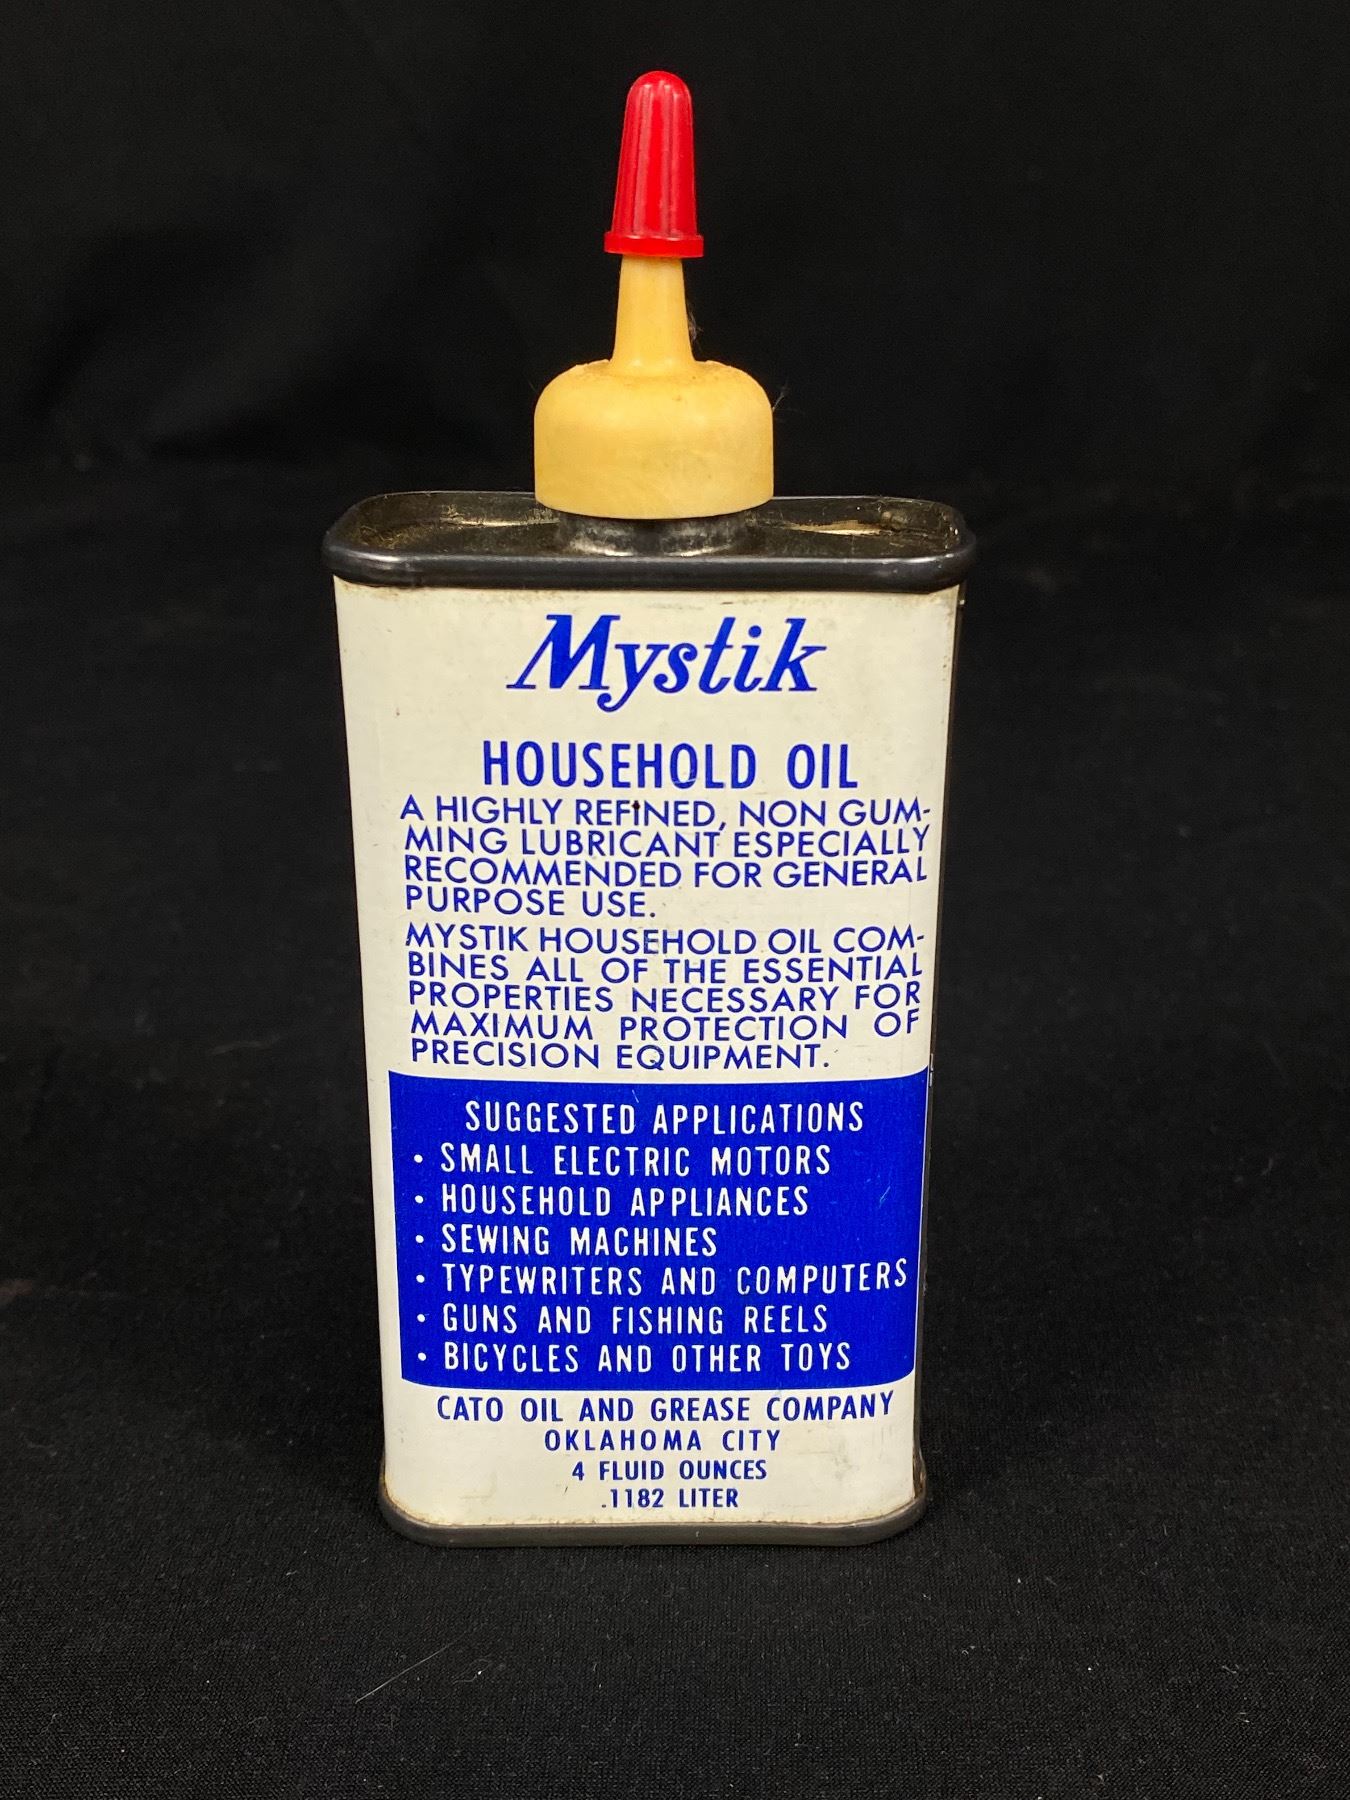 Mystik
HOUSEHOLD OIL
A HIGHLY REFINED, NON GUM-
MING LUBRICANT ESPECIALLY
RECOMMENDED FOR GENERAL
PURPOSE USE.
MYSTIK HOUSEHOLD OIL COM-
BINES ALL OF THE ESSENTIAL
PROPERTIES NECESSARY FOR
MAXIMUM PROTECTION OF
PRECISION EQUIPMENT.
SUGGESTED APPLICATIONS
• SMALL ELECTRIC MOTORS
• HOUSEHOLD APPLIANCES
• SEWING MACHINES
• TYPEWRITERS AND COMPUTERS
• GUNS AND FISHING REELS
• BICYCLES AND OTHER TOYS
CATO OIL AND GREASE COMPANY
OKLAHOMA CITY
4 FLUID OUNCES
.1182 LITER